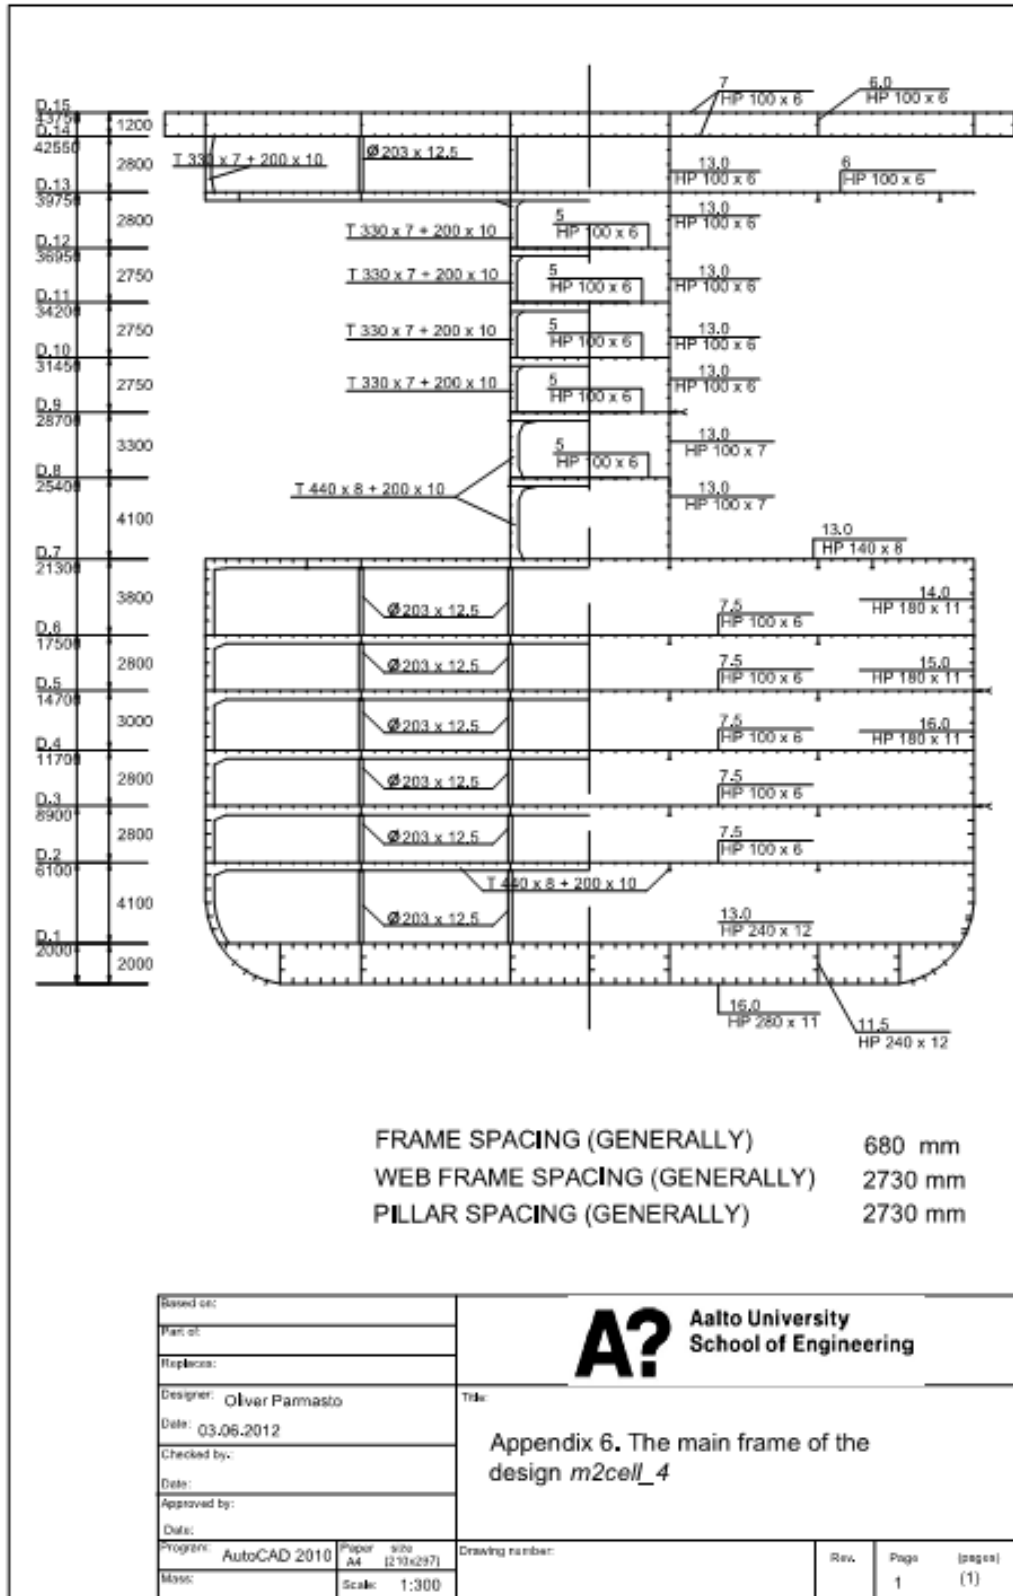 7
HP 100 x 6
6.0
HP 100 x 6
D.15
43750
D.14
1200
42550
T 330 x 7 + 200 x 10
Ø 203 x 12.5
2800
13.0
HP 100 x 6
6
HP 100 x 6
D.13
39750
2800
T 330 x 7 + 200 x 10
5
HP 100 x 6
13.0
HP 100 x 6
D.12
36950
2750
T 330 x 7 + 200 x 10
5
HP 100 x 6
13.0
HP 100 x 6
D.11
34200
2750
T 330 x 7 + 200 x 10
5
HP 100 x 6
13.0
HP 100 x 6
D.10
31450
2750
T 330 x 7 + 200 x 10
5
HP 100 x 6
13.0
HP 100 x 6
D.9
28700
3300
5
HP 100 x 6
13.0
HP 100 x 7
D.8
25400
T 440 x 8 + 200 x 10
4100
13.0
HP 100 x 7
D.7
13.0
HP 140 x 8
21300
3800
Ø 203 x 12.5
7.5
HP 100 x 6
14.0
HP 180 x 11
D.6
17500
2800
Ø 203 x 12.5
7.5
HP 100 x 6
15.0
HP 180 x 11
D.5
14700
3000
Ø 203 x 12.5
7.5
HP 100 x 6
16.0
HP 180 x 11
D.4
11700
2800
Ø 203 x 12.5
7.5
HP 100 x 6
D.3
8900
2800
Ø 203 x 12.5
7.5
HP 100 x 6
D.2
6100
T 440 x 8 + 200 x 10
4100
Ø 203 x 12.5
13.0
HP 240 x 12
D.1
2000
2000
16.0
HP 280 x 11
11.5
HP 240 x 12
FRAME SPACING (GENERALLY) 680 mm
WEB FRAME SPACING (GENERALLY) 2730 mm
PILLAR SPACING (GENERALLY) 2730 mm
Based on:
Part of:
Replaces:
A?
Aalto University
School of Engineering
Designer: Oliver Parmasto
Date: 03.06.2012
Title:
Appendix 6. The main frame of the
design m2cell_4
Checked by:
Date:
Approved by:
Date:
Program: AutoCAD 2010
Paper size
A4 (210x297)
Drawing number:
Rev.
Page (pages)
1 (1)
Mass:
Scale: 1:300